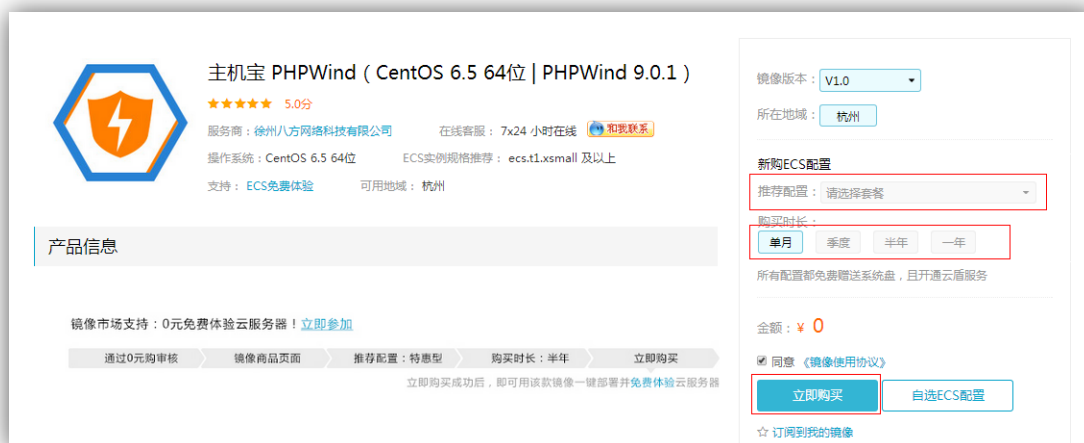 主机宝 PHPWind（CentOS 6.5 64位 | PHPWind 9.0.1）
5.0分
服务商：徐州八方网络科技有限公司 在线客服： 7x24 小时在线 和我联系
操作系统：CentOS 6.5 64位 ECS实例规格推荐： ecs.t1.xsmall 及以上
支持： ECS免费体验 可用地域： 杭州
产品信息
镜像市场支持：0元免费体验云服务器！立即参加
通过0元购审核 镜像商品页面 推荐配置：特惠型 购买时长：半年 立即购买
立即购买成功后，即可用该款镜像一键部署并免费体验云服务器
镜像版本： V1.0
所在地域： 杭州
新购ECS配置
推荐配置： 请选择套餐
购买时长：
单月 季度 半年 一年
所有配置都免费赠送系统盘，且开通云盾服务
金额：¥ 0
同意 《镜像使用协议》
立即购买 自选ECS配置
订阅到我的镜像